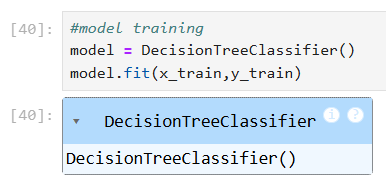 [40]: #model training
model = DecisionTreeClassifier()
model.fit(x_train,y_train)
[40]: ▾ DecisionTreeClassifier i ?
DecisionTreeClassifier()